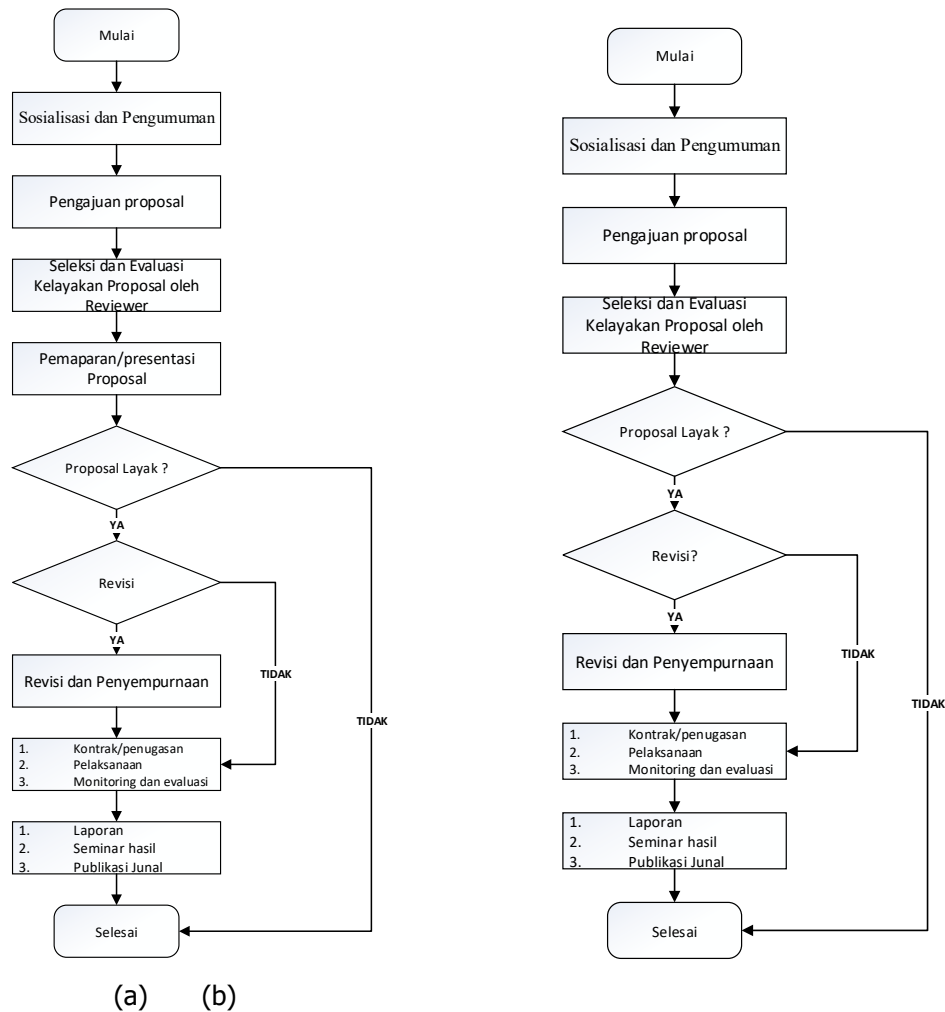 Mulai
Sosialisasi dan Pengumuman
Pengajuan proposal
Seleksi dan Evaluasi
Kelayakan Proposal oleh
Reviewer
Pemaparan/presentasi
Proposal
Proposal Layak ?
YA
Revisi
YA
Revisi dan Penyempurnaan
TIDAK
TIDAK
1. Kontrak/penugasan
2. Pelaksanaan
3. Monitoring dan evaluasi
1. Laporan
2. Seminar hasil
3. Publikasi Junal
Selesai
Mulai
Sosialisasi dan Pengumuman
Pengajuan proposal
Seleksi dan Evaluasi
Kelayakan Proposal oleh
Reviewer
Proposal Layak ?
YA
Revisi?
YA
Revisi dan Penyempurnaan
TIDAK
TIDAK
1. Kontrak/penugasan
2. Pelaksanaan
3. Monitoring dan evaluasi
1. Laporan
2. Seminar hasil
3. Publikasi Junal
Selesai
(a) (b)